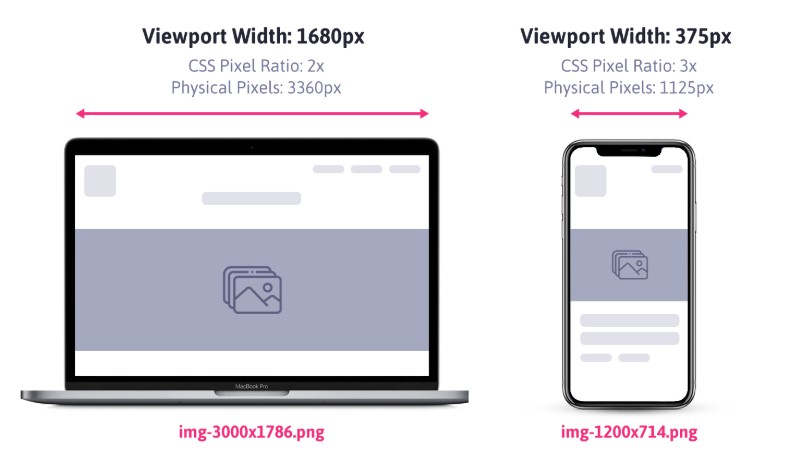 Viewport Width: 1680px
CSS Pixel Ratio: 2x
Physical Pixels: 3360px
Viewport Width: 375px
CSS Pixel Ratio: 3x
Physical Pixels: 1125px
MacBook Pro
img-3000x1786.png
img-1200x714.png